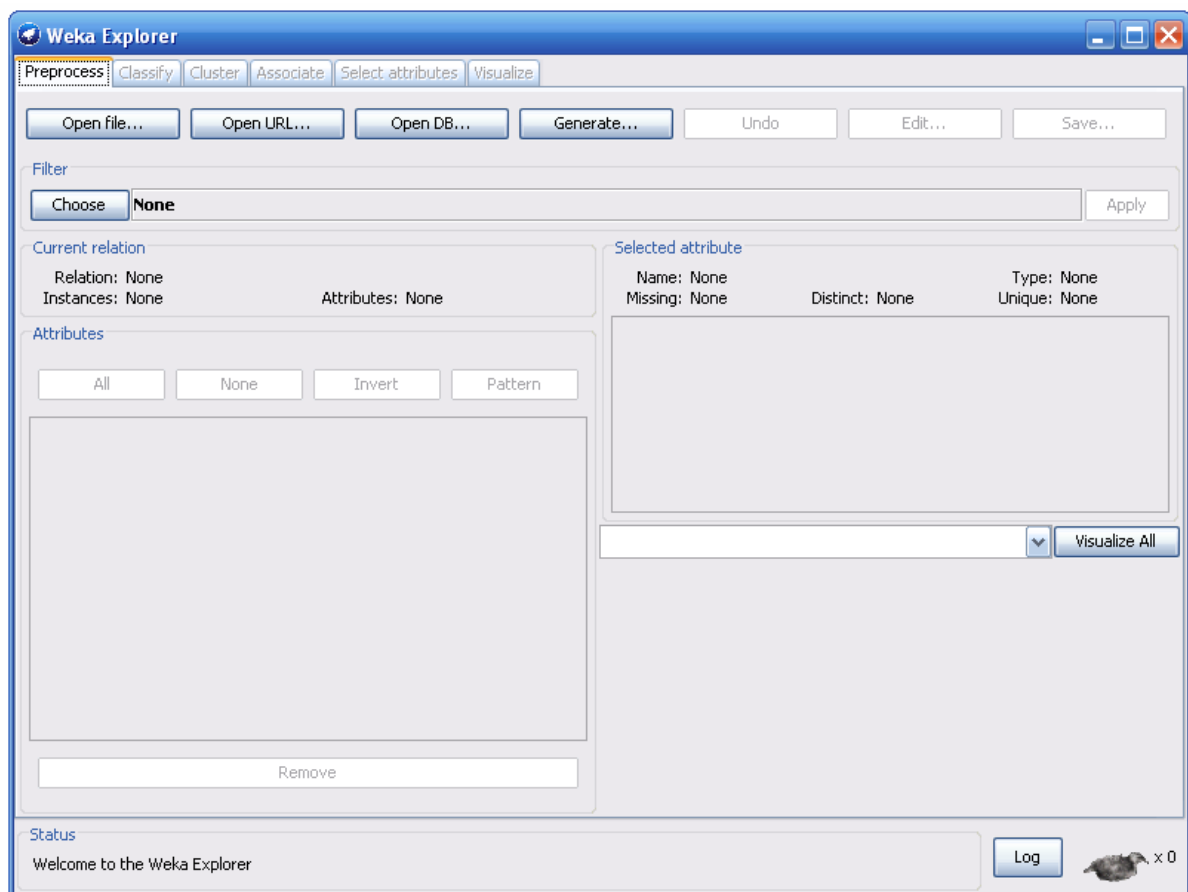 Weka Explorer
Preprocess Classify Cluster Associate Select attributes Visualize
Open file... Open URL... Open DB... Generate... Undo Edit... Save...
Filter
Choose None Apply
Current relation
Relation: None
Instances: None Attributes: None
Selected attribute
Name: None Type: None
Missing: None Distinct: None Unique: None
Attributes
All None Invert Pattern
Visualize All
Remove
Status
Welcome to the Weka Explorer
Log x 0